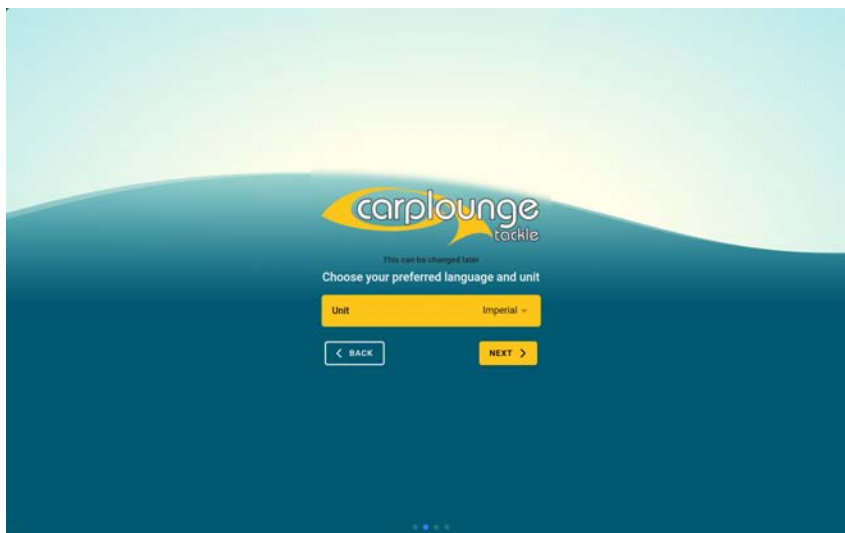 carplounge
tackle
This can be changed later
Choose your preferred language and unit
Unit Imperial
BACK NEXT